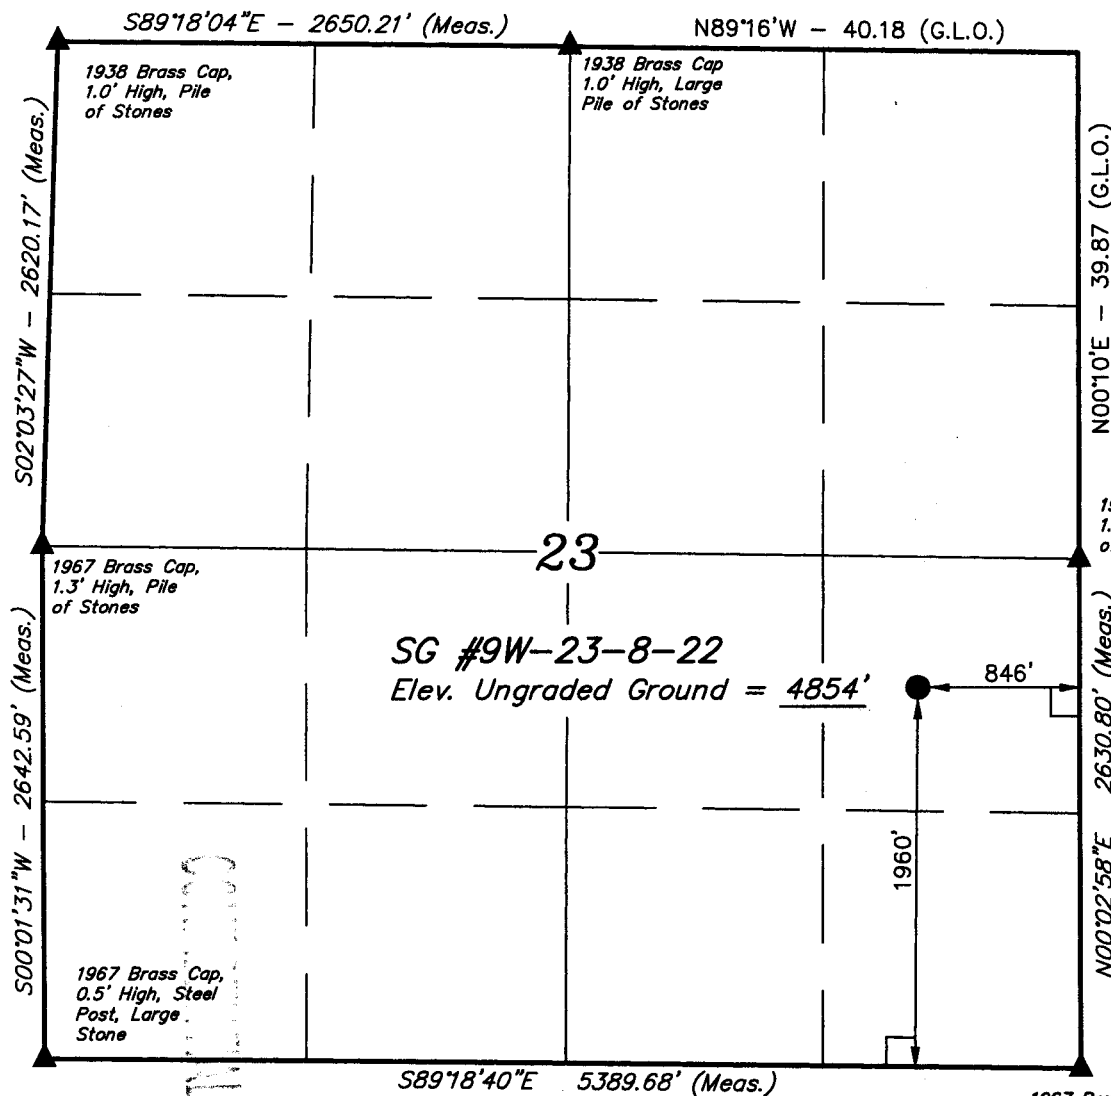 S89°18'04"E - 2650.21' (Meas.)
N89°16'W - 40.18 (G.L.O.)
1938 Brass Cap,
1.0' High, Pile
of Stones
1938 Brass Cap
1.0' High, Large
Pile of Stones
S02°03'27"W - 2620.17' (Meas.)
N00°10'E - 39.87 (G.L.O.)
23
1967 Brass Cap,
1.3' High, Pile
of Stones
SG #9W-23-8-22
Elev. Ungraded Ground = 4854'
846'
1960'
S00°01'31"W - 2642.59' (Meas.)
N00°02'58"E 2630.80' (Meas.)
1967 Brass Cap,
0.5' High, Steel
Post, Large
Stone
S89°18'40"E 5389.68' (Meas.)